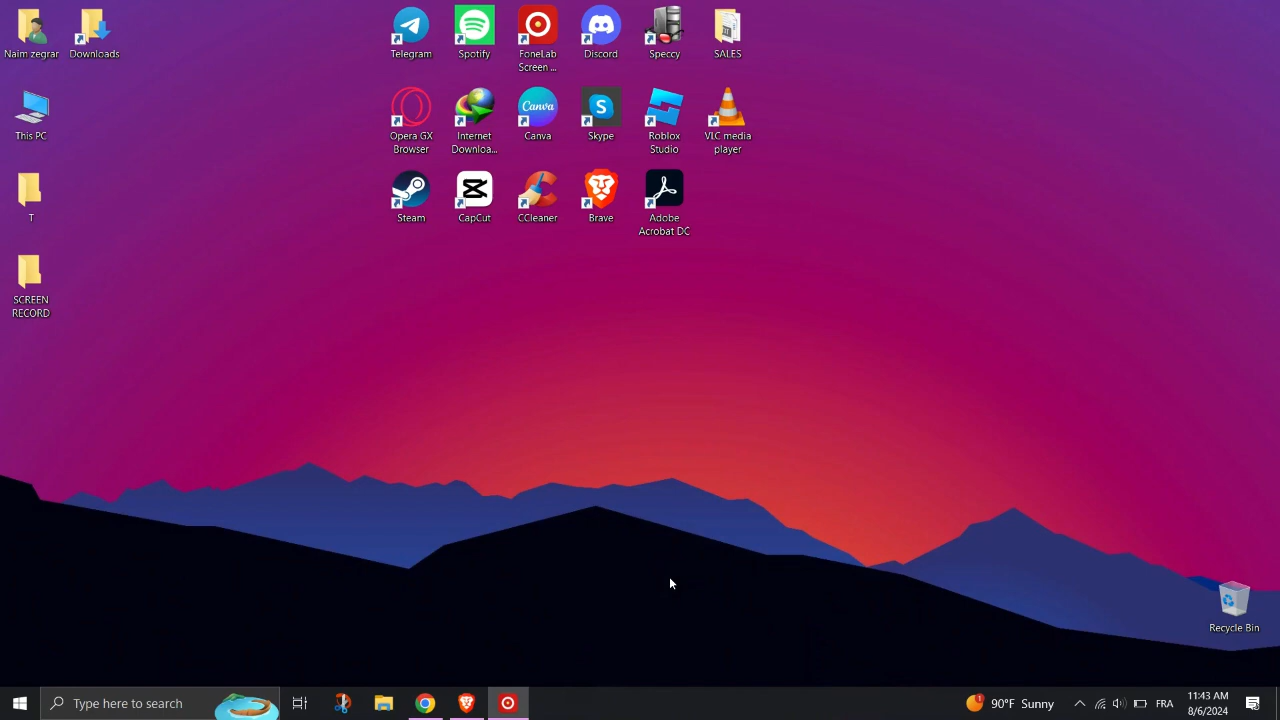 Naim zegrar
Downloads
Telegram
Spotify
FoneLab
Screen ...
Discord
Speccy
SALES
This PC
Opera GX
Browser
Internet
Downloa...
Canva
Canva
Skype
Roblox
Studio
VLC media
player
T
Steam
CapCut
CCleaner
Brave
Adobe
Acrobat DC
SCREEN
RECORD
Recycle Bin
Type here to search
90°F Sunny
FRA
11:43 AM
8/6/2024